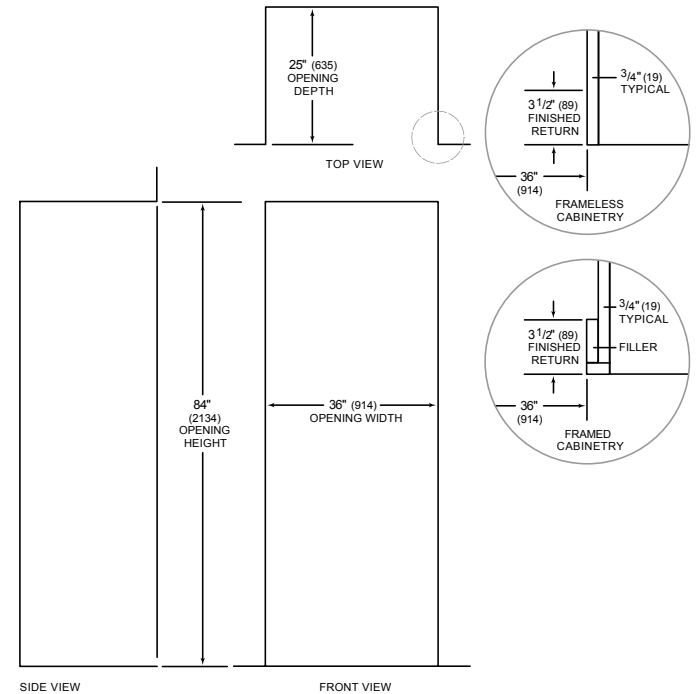 25" (635)
OPENING
DEPTH
TOP VIEW
3/4" (19)
TYPICAL
3 1/2" (89)
FINISHED
RETURN
36"
(914)
FRAMELESS
CABINETRY
3/4" (19)
TYPICAL
3 1/2" (89)
FINISHED
RETURN
FILLER
36"
(914)
FRAMED
CABINETRY
84"
(2134)
OPENING
HEIGHT
36" (914)
OPENING WIDTH
SIDE VIEW
FRONT VIEW